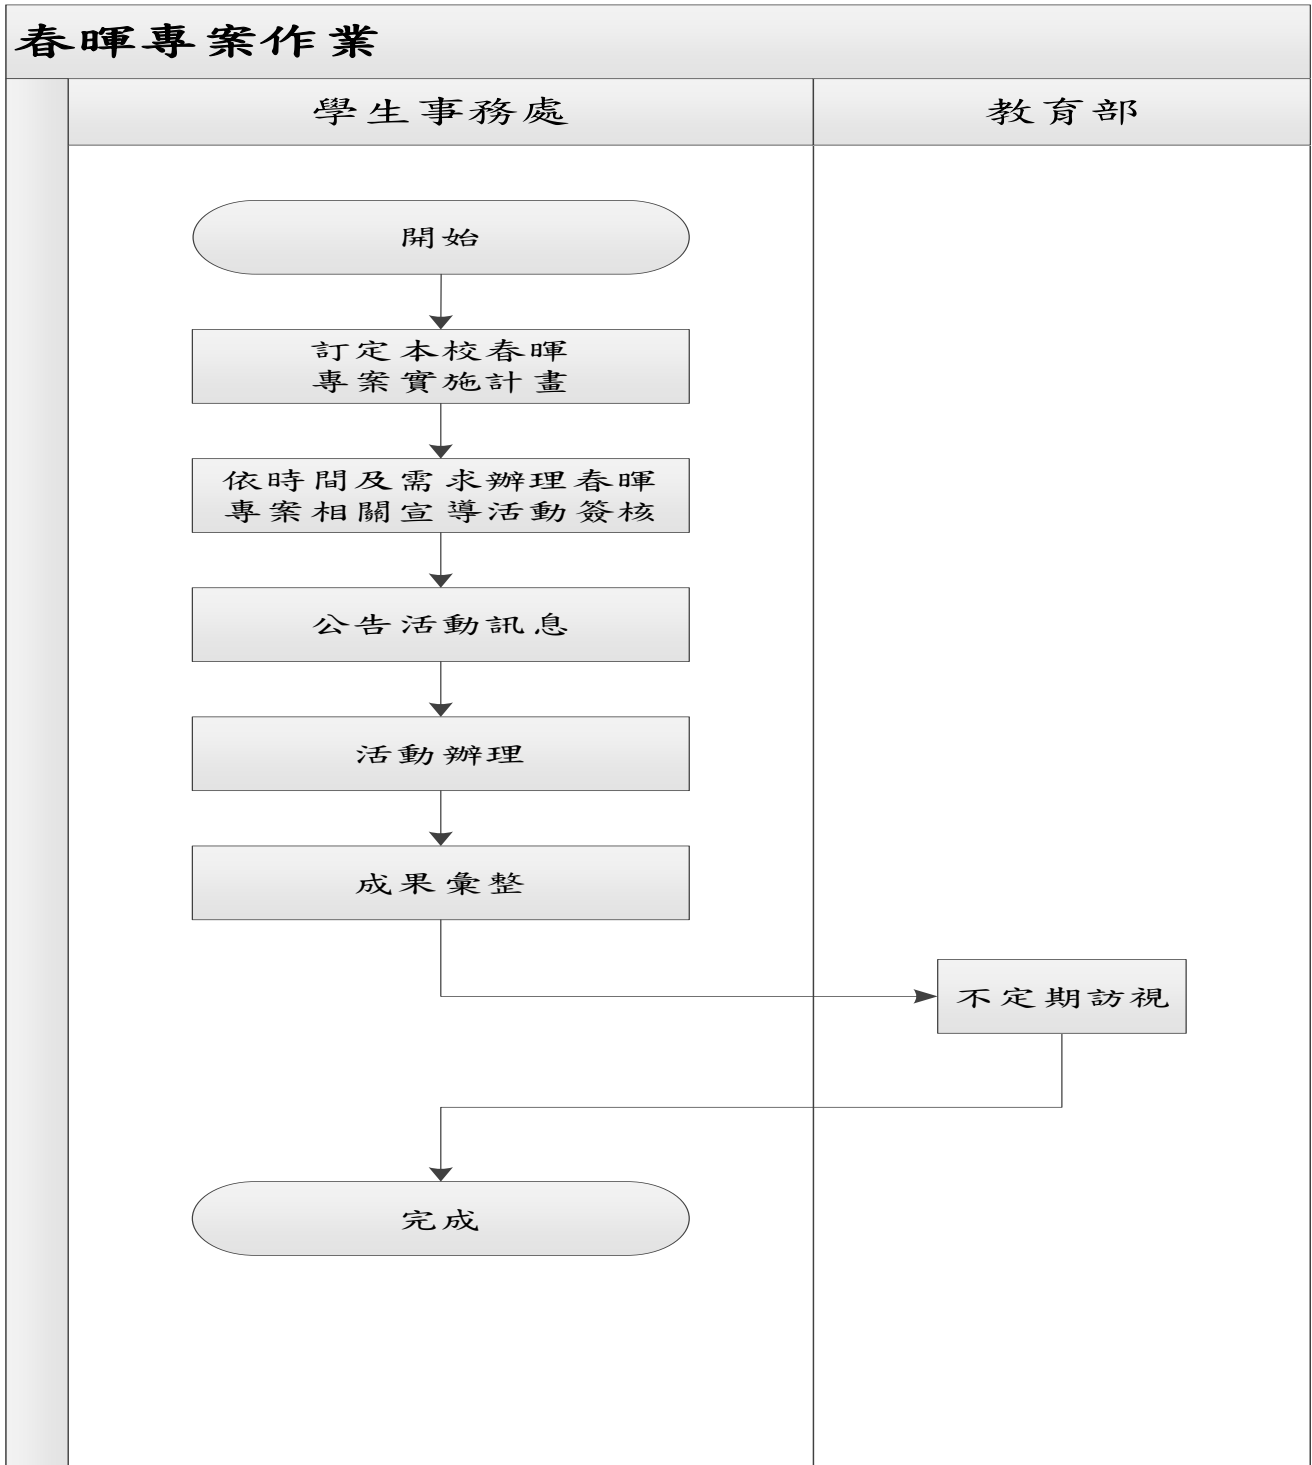 春暉專案作業
學生事務處
教育部
開始
訂定本校春暉
專案實施計畫
依時間及需求辦理春暉
專案相關宣導活動簽核
公告活動訊息
活動辦理
成果彙整
不定期訪視
完成